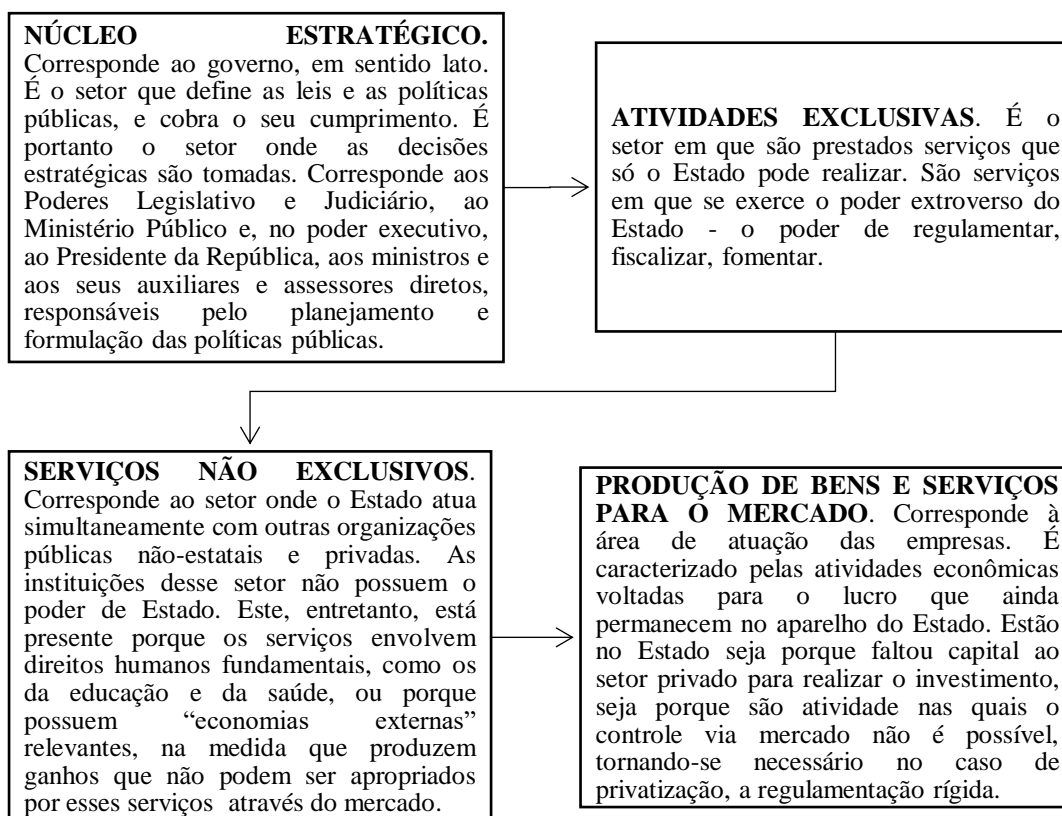 NÚCLEO ESTRATÉGICO.
Corresponde ao governo, em sentido lato.
É o setor que define as leis e as políticas
públicas, e cobra o seu cumprimento. É
portanto o setor onde as decisões
estratégicas são tomadas. Corresponde aos
Poderes Legislativo e Judiciário, ao
Ministério Público e, no poder executivo,
ao Presidente da República, aos ministros e
aos seus auxiliares e assessores diretos,
responsáveis pelo planejamento e
formulação das políticas públicas.
ATIVIDADES EXCLUSIVAS. É o
setor em que são prestados serviços que
só o Estado pode realizar. São serviços
em que se exerce o poder extroverso do
Estado - o poder de regulamentar,
fiscalizar, fomentar.
SERVIÇOS NÃO EXCLUSIVOS.
Corresponde ao setor onde o Estado atua
simultaneamente com outras organizações
públicas não-estatais e privadas. As
instituições desse setor não possuem o
poder de Estado. Este, entretanto, está
presente porque os serviços envolvem
direitos humanos fundamentais, como os
da educação e da saúde, ou porque
possuem “economias externas”
relevantes, na medida que produzem
ganhos que não podem ser apropriados
por esses serviços através do mercado.
PRODUÇÃO DE BENS E SERVIÇOS
PARA O MERCADO. Corresponde à
área de atuação das empresas. É
caracterizado pelas atividades econômicas
voltadas para o lucro que ainda
permanecem no aparelho do Estado. Estão
no Estado seja porque faltou capital ao
setor privado para realizar o investimento,
seja porque são atividade nas quais o
controle via mercado não é possível,
tornando-se necessário no caso de
privatização, a regulamentação rígida.